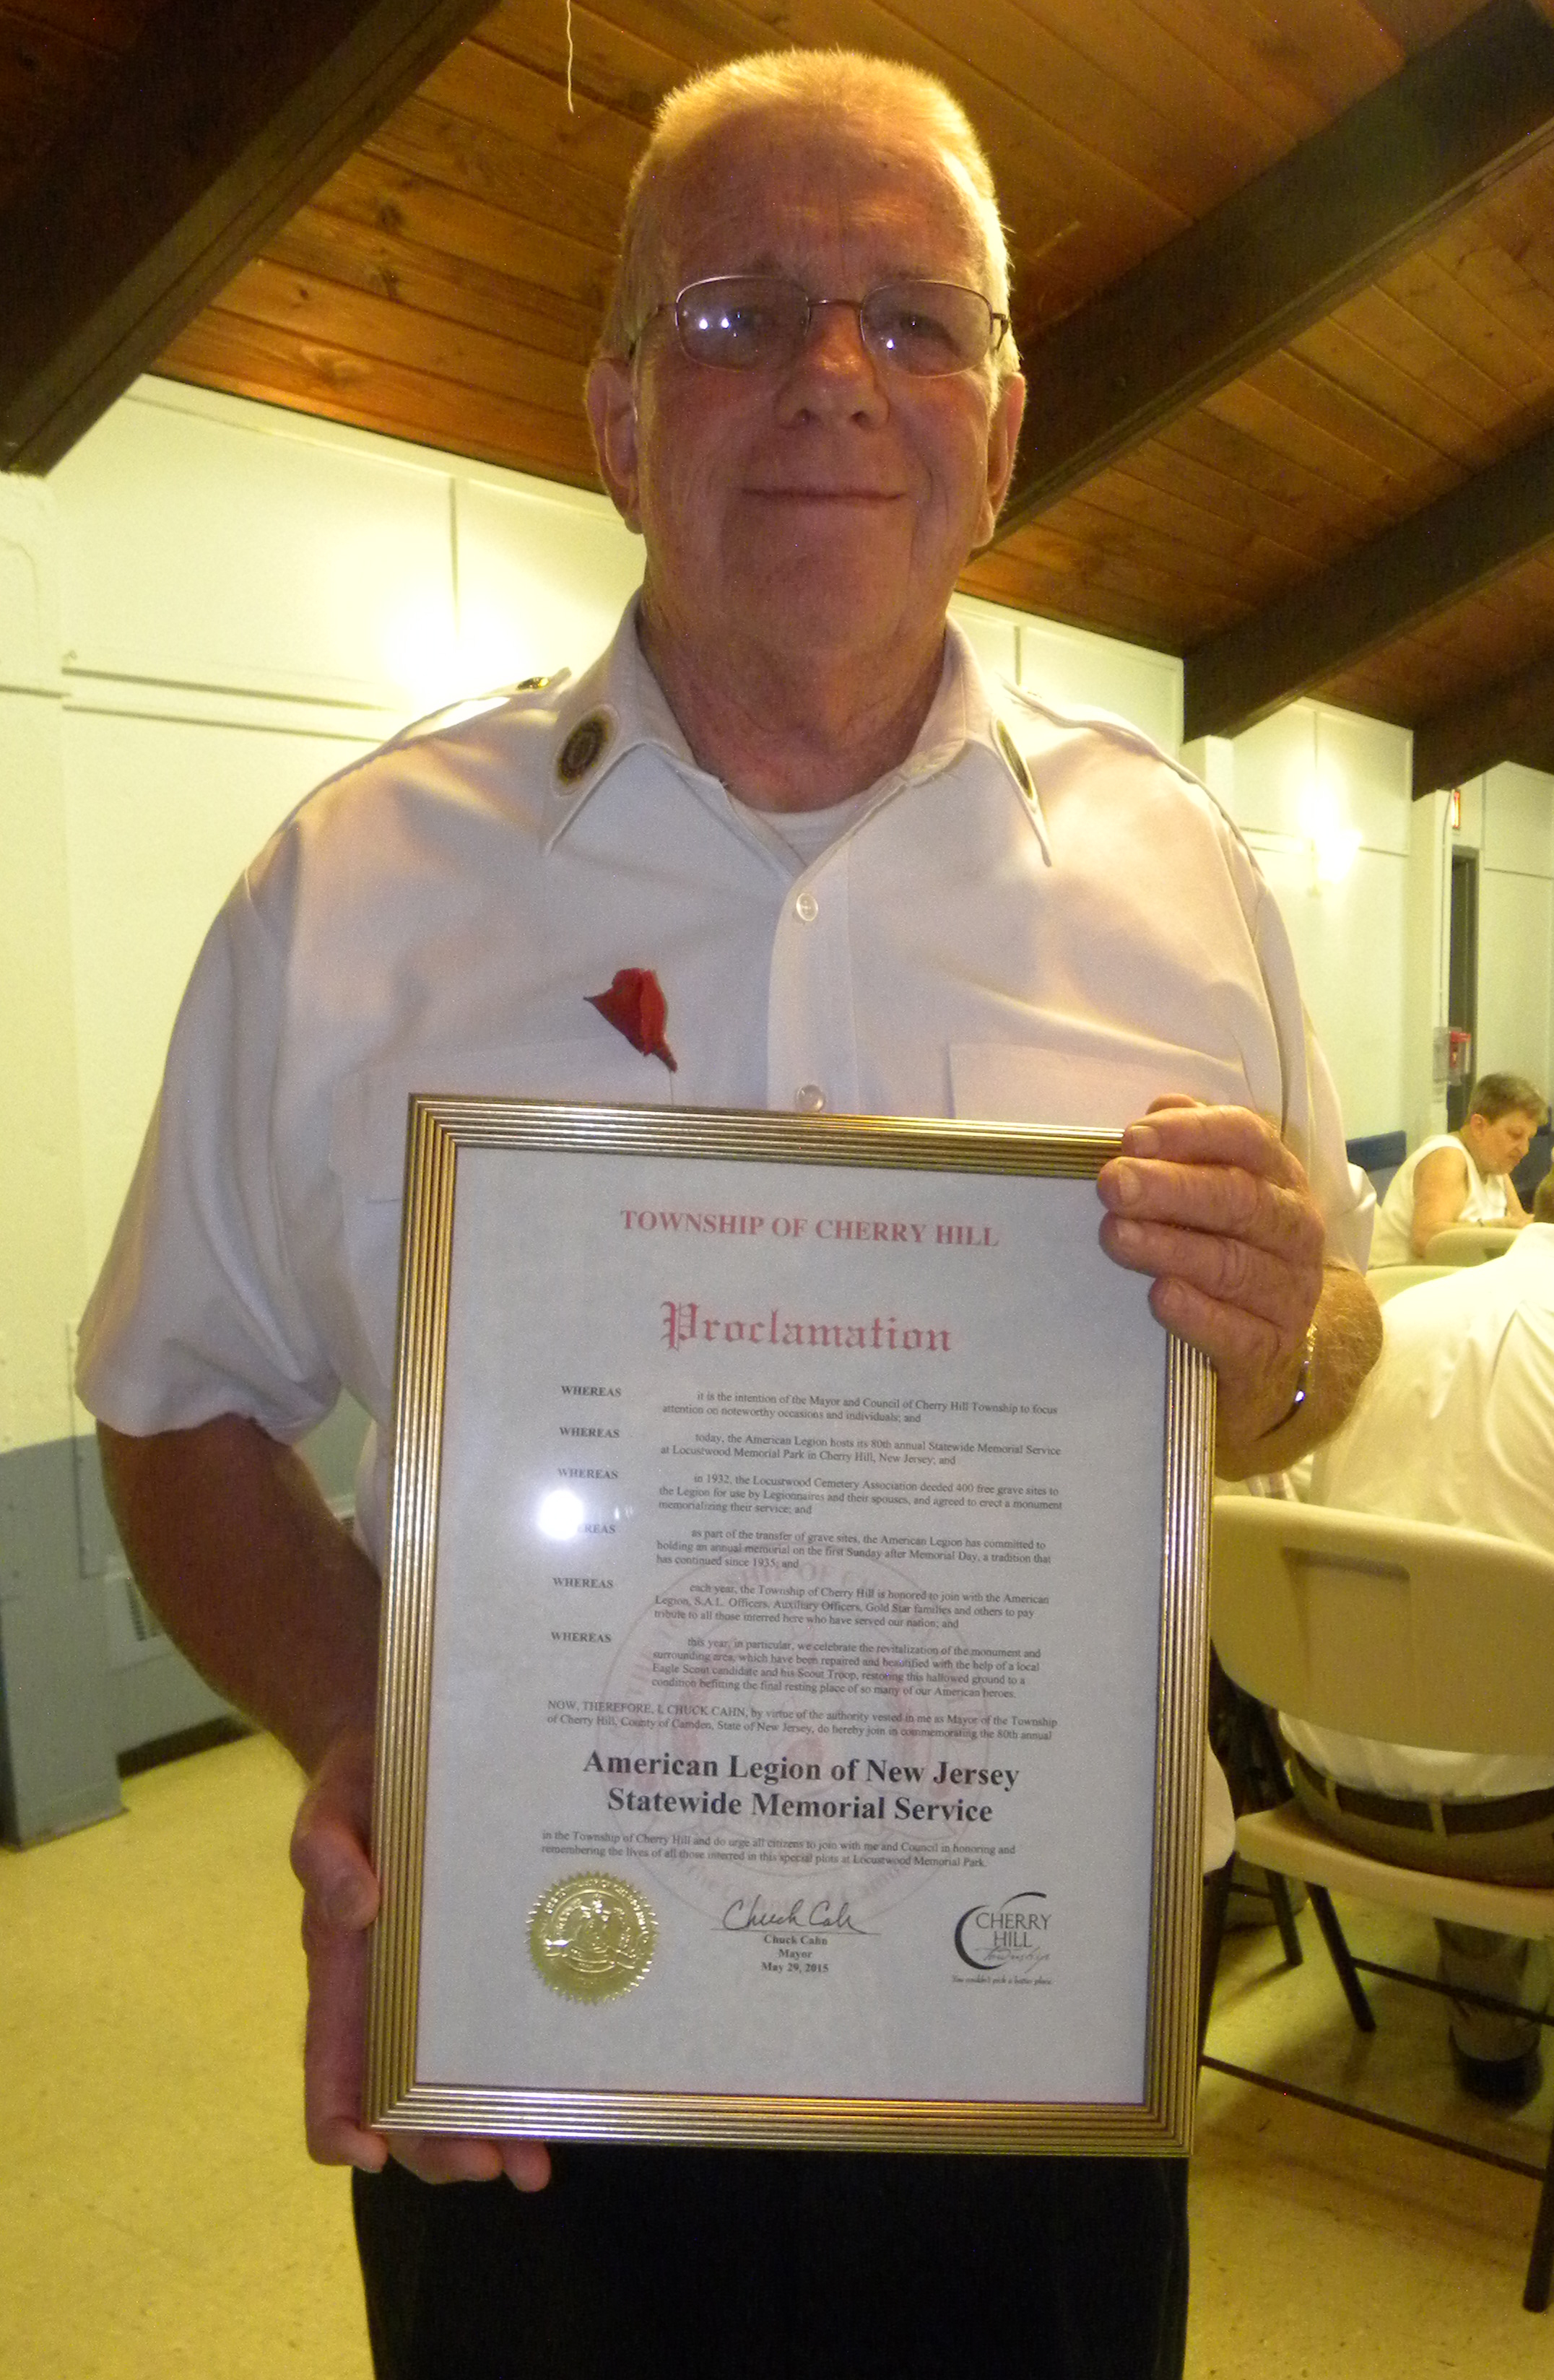 TOWNSHIP OF CHERRY HILL
Proclamation
WHEREAS it is the intention of the Mayor and Council of Cherry Hill Township to focus
attention on noteworthy occasions and individuals; and
WHEREAS today, the American Legion hosts its 80th annual Statewide Memorial Service
at Locustwood Memorial Park in Cherry Hill, New Jersey; and
WHEREAS in 1932, the Locustwood Cemetery Association deeded 400 free grave sites to
the Legion for use by Legionnaires and their spouses, and agreed to erect a monument
memorializing their service; and
EREAS as part of the transfer of grave sites, the American Legion has committed to
holding an annual memorial on the first Sunday after Memorial Day, a tradition that
has continued since 1935; and
WHEREAS each year, the Township of Cherry Hill is honored to join with the American
Legion, S.A.L. Officers, Auxiliary Officers, Gold Star families and others to pay
tribute to all those interred here who have served our nation; and
WHEREAS this year, in particular, we celebrate the revitalization of the monument and
surrounding area, which have been repaired and beautified with the help of a local
Eagle Scout candidate and his Scout Troop, restoring this hallowed ground to a
condition befitting the final resting place of so many of our American heroes.
NOW, THEREFORE, I, CHUCK CAHN, by virtue of the authority vested in me as Mayor of the Township
of Cherry Hill, County of Camden, State of New Jersey, do hereby join in commemorating the 80th annual
American Legion of New Jersey
Statewide Memorial Service
in the Township of Cherry Hill and do urge all citizens to join with me and Council in honoring and
remembering the lives of all those interred in this special plots at Locustwood Memorial Park.
Chuck Cahn
Chuck Cahn
Mayor
May 29, 2015
CHERRY
HILL
Township
You couldn't pick a better place.